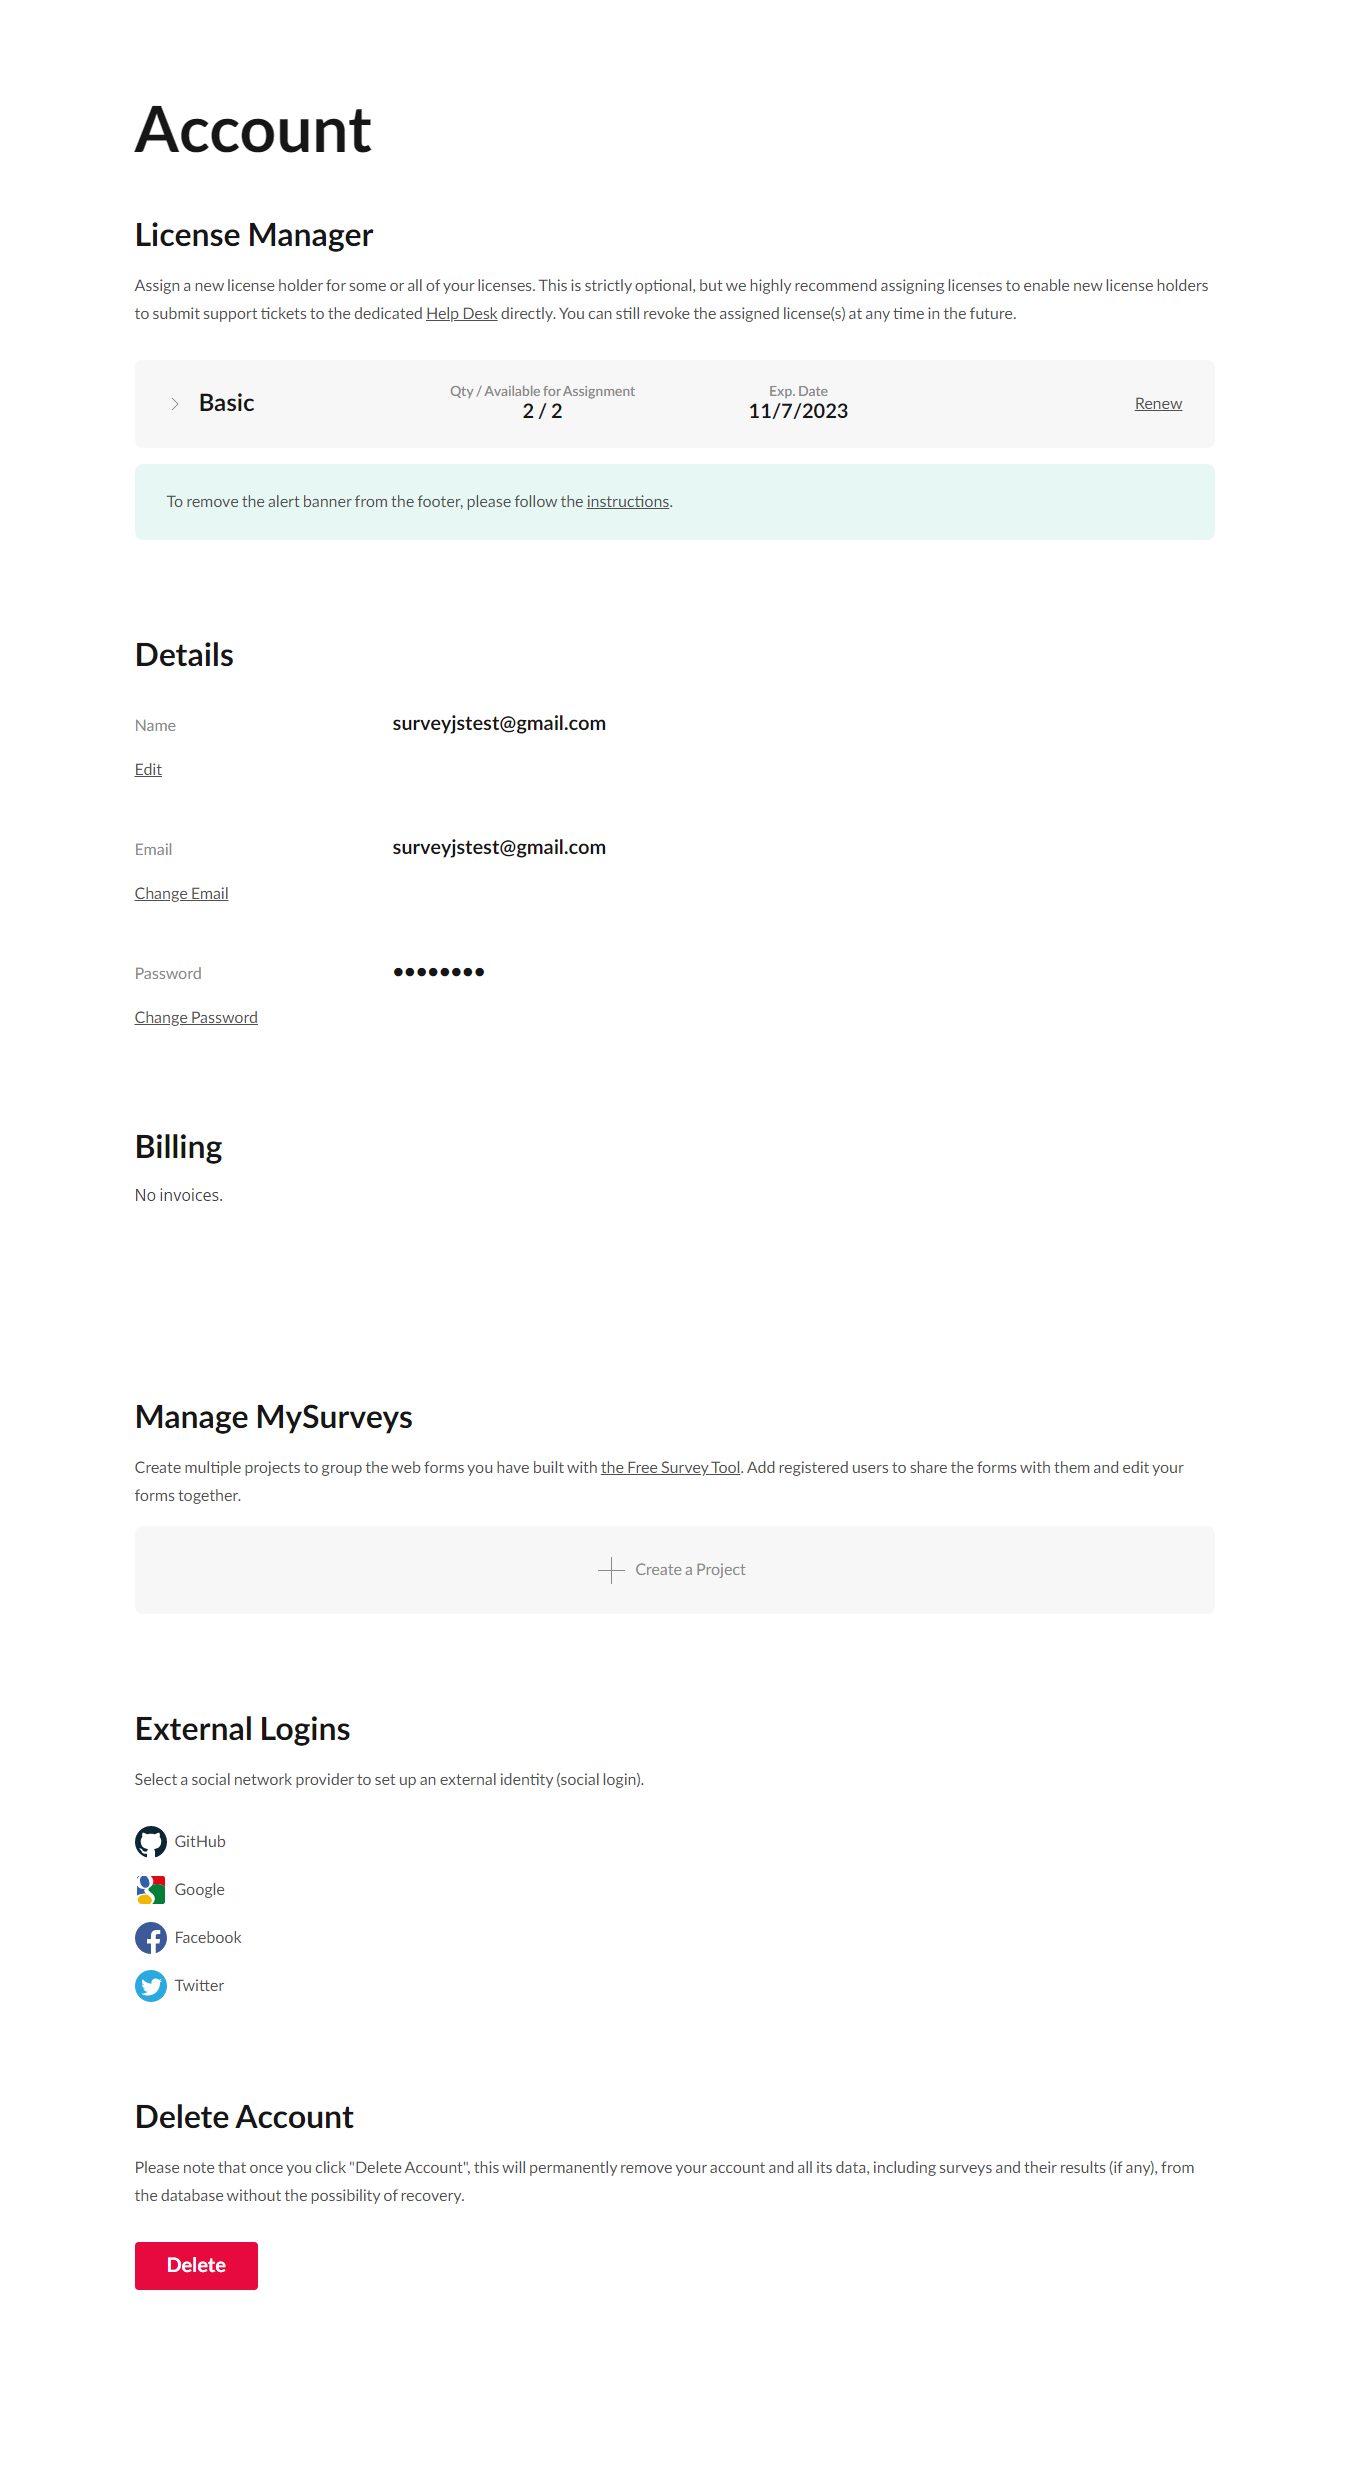 Account
License Manager
Assign a new license holder for some or all of your licenses. This is strictly optional, but we highly recommend assigning licenses to enable new license holders
to submit support tickets to the dedicated Help Desk directly. You can still revoke the assigned license(s) at any time in the future.
Basic
Qty / Available for Assignment
2 / 2
Exp. Date
11/7/2023
Renew
To remove the alert banner from the footer, please follow the instructions.
Details
Name surveyjstest@gmail.com
Edit
Email surveyjstest@gmail.com
Change Email
Password ••••••••
Change Password
Billing
No invoices.
Manage MySurveys
Create multiple projects to group the web forms you have built with the Free Survey Tool. Add registered users to share the forms with them and edit your
forms together.
Create a Project
External Logins
Select a social network provider to set up an external identity (social login).
GitHub
Google
Facebook
Twitter
Delete Account
Please note that once you click "Delete Account", this will permanently remove your account and all its data, including surveys and their results (if any), from
the database without the possibility of recovery.
Delete